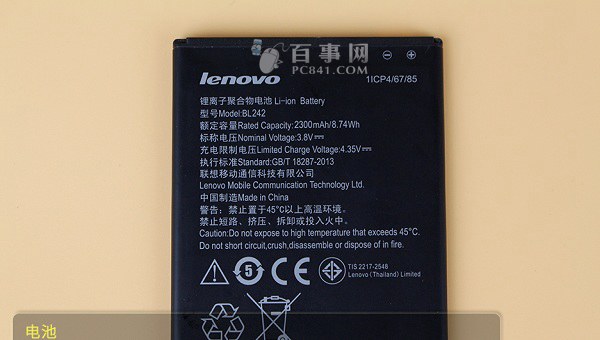 百事网
PC841.COM
lenovo
1ICP4/67/85
锂离子聚合物电池 Li-ion Battery
型号Model:BL242
额定容量Rated Capacity:2300mAh/8.74Wh
标称电压Nominal Voltage:3.8V
充电限制电压Limited Charge Voltage:4.35V
执行标准Standard:GB/T 18287-2013
联想移动通信科技有限公司
Lenovo Mobile Communication Technology Ltd.
中国制造Made in China
警告：禁止置于45°C以上高温环境。
禁止短路、挤压、拆卸或投入火中。
Caution:Do not expose to high temperature that exceeds 45°C.
Do not short circuit,crush,disassemble or dispose of in fire.
5
CE
TIS 2217-2548
Lenovo (Thailand) Limited
电池